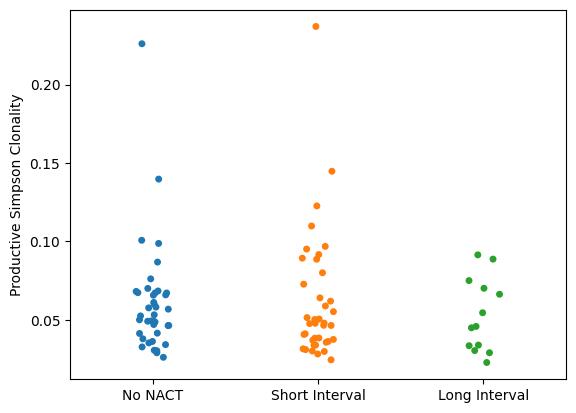 Productive Simpson Clonality
0.20
0.15
0.10
0.05
No NACT
Short Interval
Long Interval